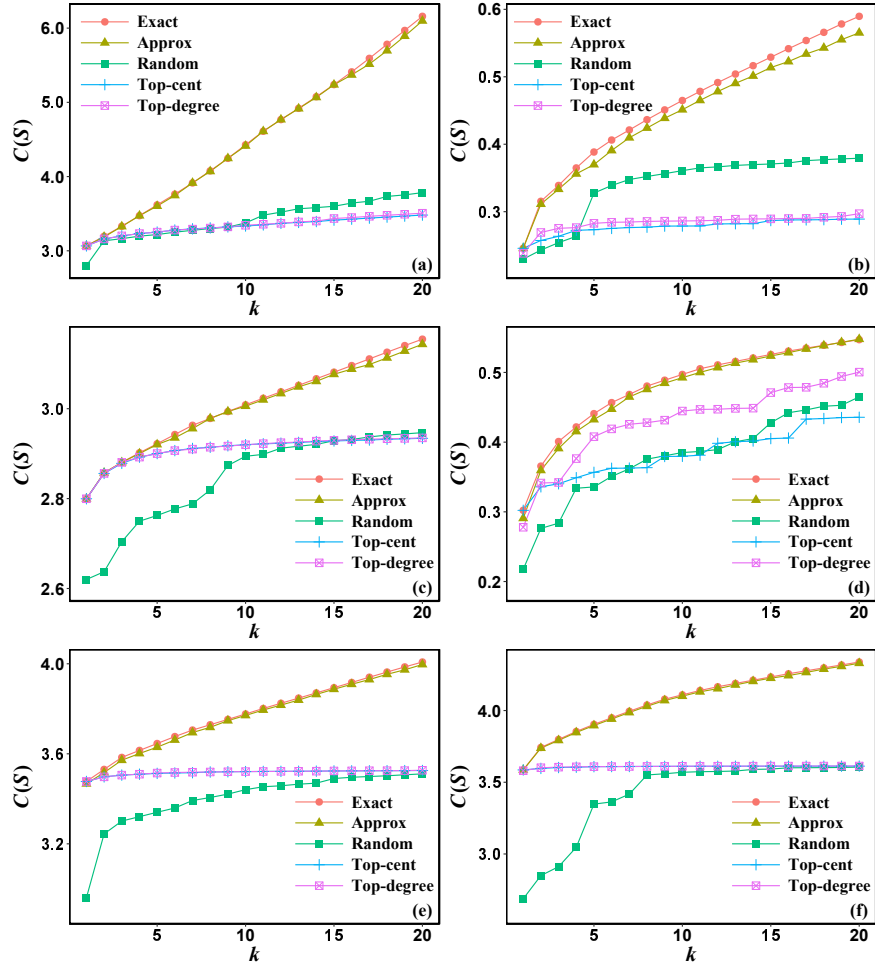 C(S)
6.0
5.0
4.0
3.0
5
10
15
20
k
Exact
Approx
Random
Top-cent
Top-degree
(a)
C(S)
0.6
0.5
0.4
0.3
5
10
15
20
k
Exact
Approx
Random
Top-cent
Top-degree
(b)
C(S)
3.0
2.8
2.6
5
10
15
20
k
Exact
Approx
Random
Top-cent
Top-degree
(c)
C(S)
0.5
0.4
0.3
0.2
5
10
15
20
k
Exact
Approx
Random
Top-cent
Top-degree
(d)
C(S)
4.0
3.6
3.2
5
10
15
20
k
Exact
Approx
Random
Top-cent
Top-degree
(e)
C(S)
4.0
3.5
3.0
5
10
15
20
k
Exact
Approx
Random
Top-cent
Top-degree
(f)